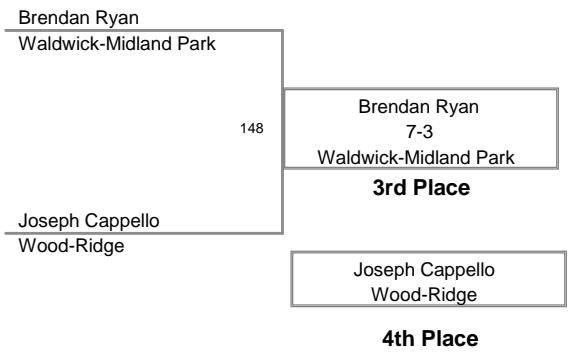 Brendan Ryan
Waldwick-Midland Park
148
Brendan Ryan
7-3
Waldwick-Midland Park
3rd Place
Joseph Cappello
Wood-Ridge
Joseph Cappello
Wood-Ridge
4th Place